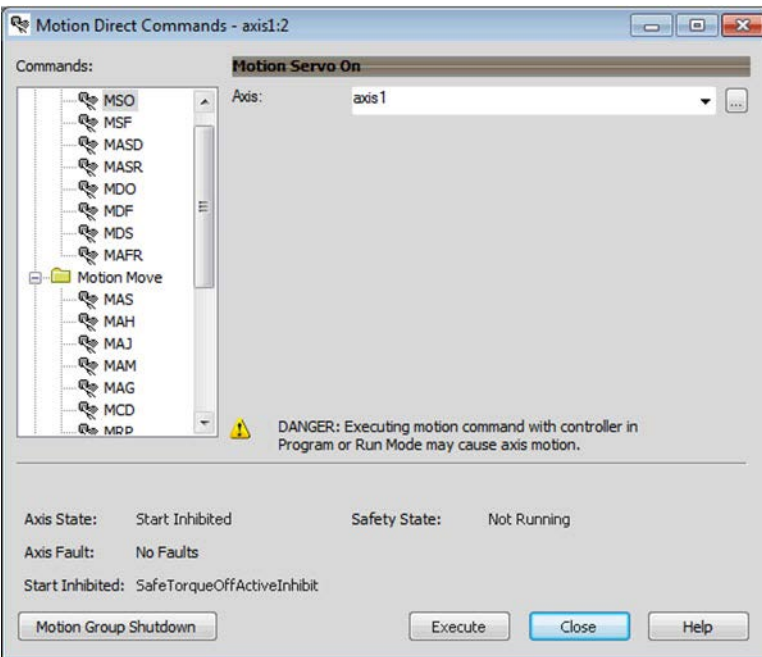 Motion Direct Commands - axis1:2
Commands:
MSO
MSF
MASD
MASR
MDO
MDF
MDS
MAFR
Motion Move
MAS
MAH
MAJ
MAM
MAG
MCD
MRP
Motion Servo On
Axis: axis1 ...
DANGER: Executing motion command with controller in
Program or Run Mode may cause axis motion.
Axis State: Start Inhibited Safety State: Not Running
Axis Fault: No Faults
Start Inhibited: SafeTorqueOffActiveInhibit
Motion Group Shutdown Execute Close Help